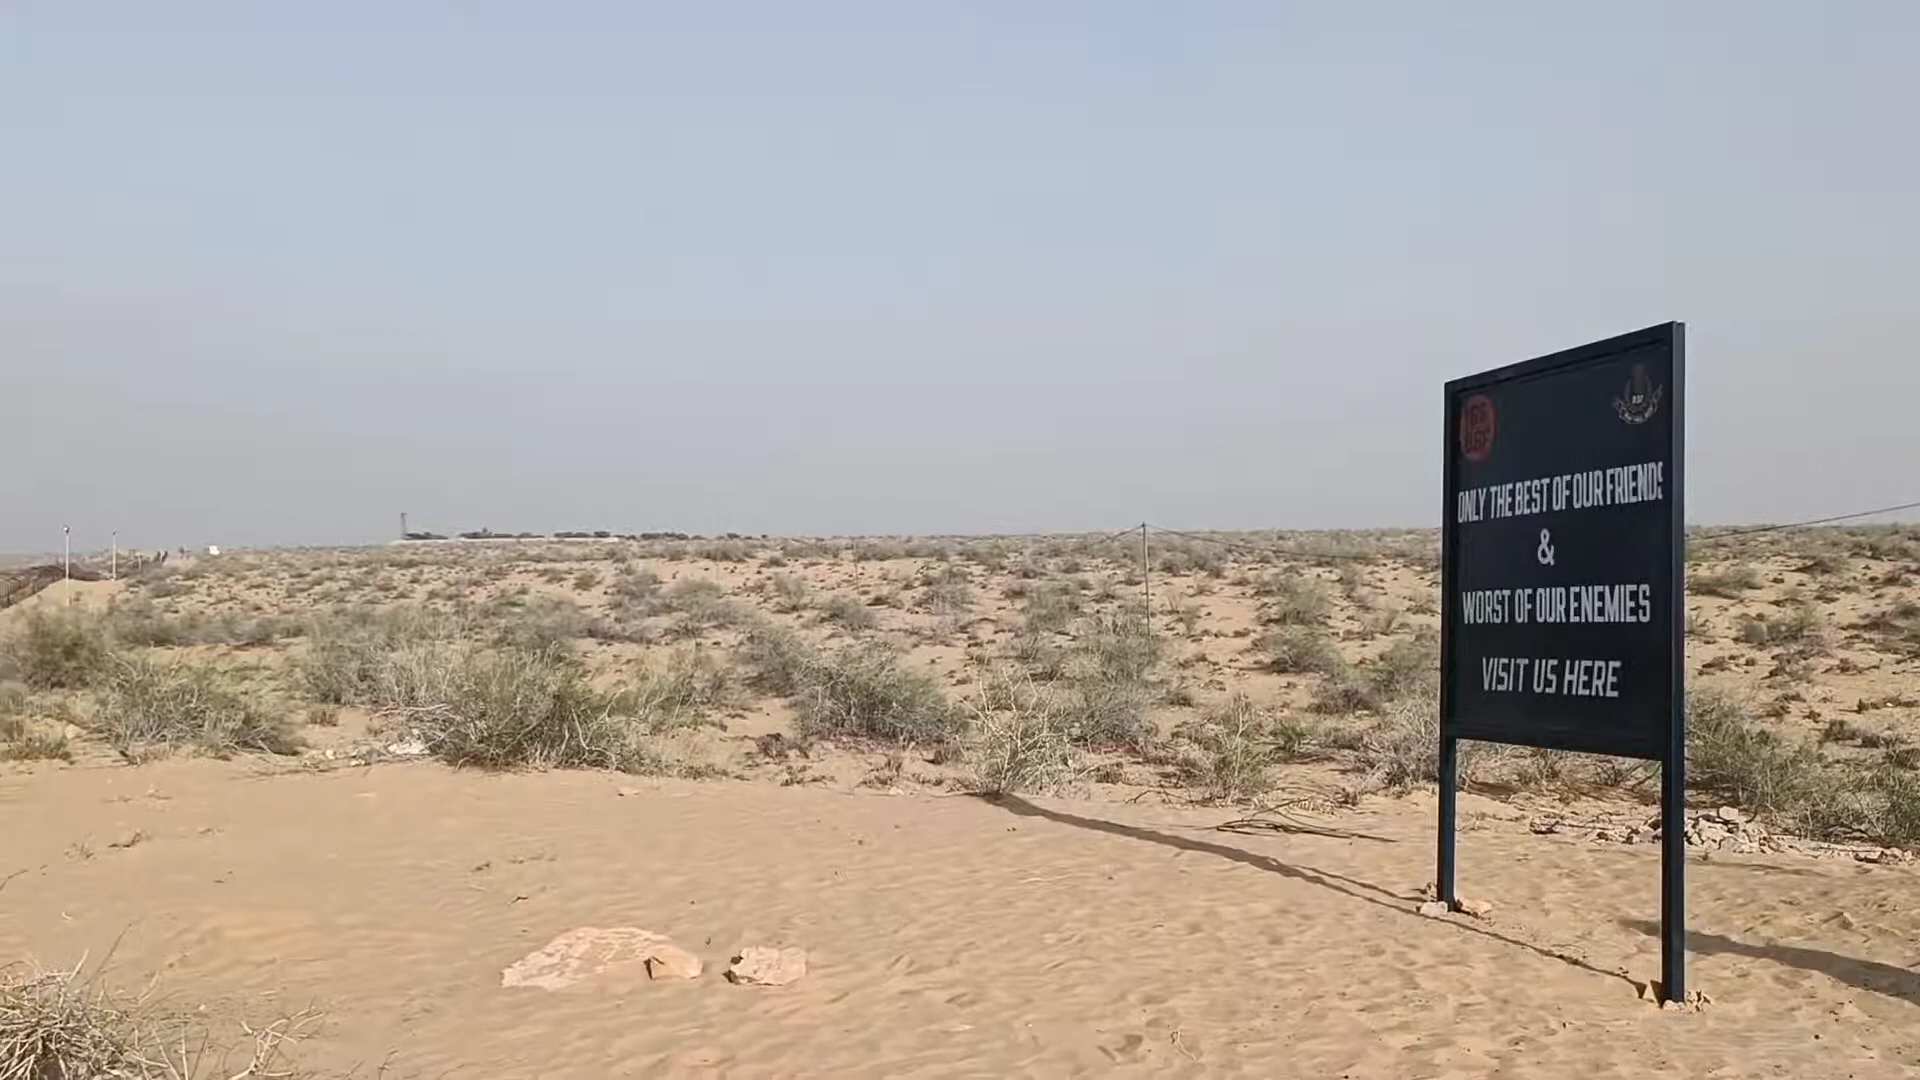 ONLY THE BEST OF OUR FRIENDS
&
WORST OF OUR ENEMIES
VISIT US HERE